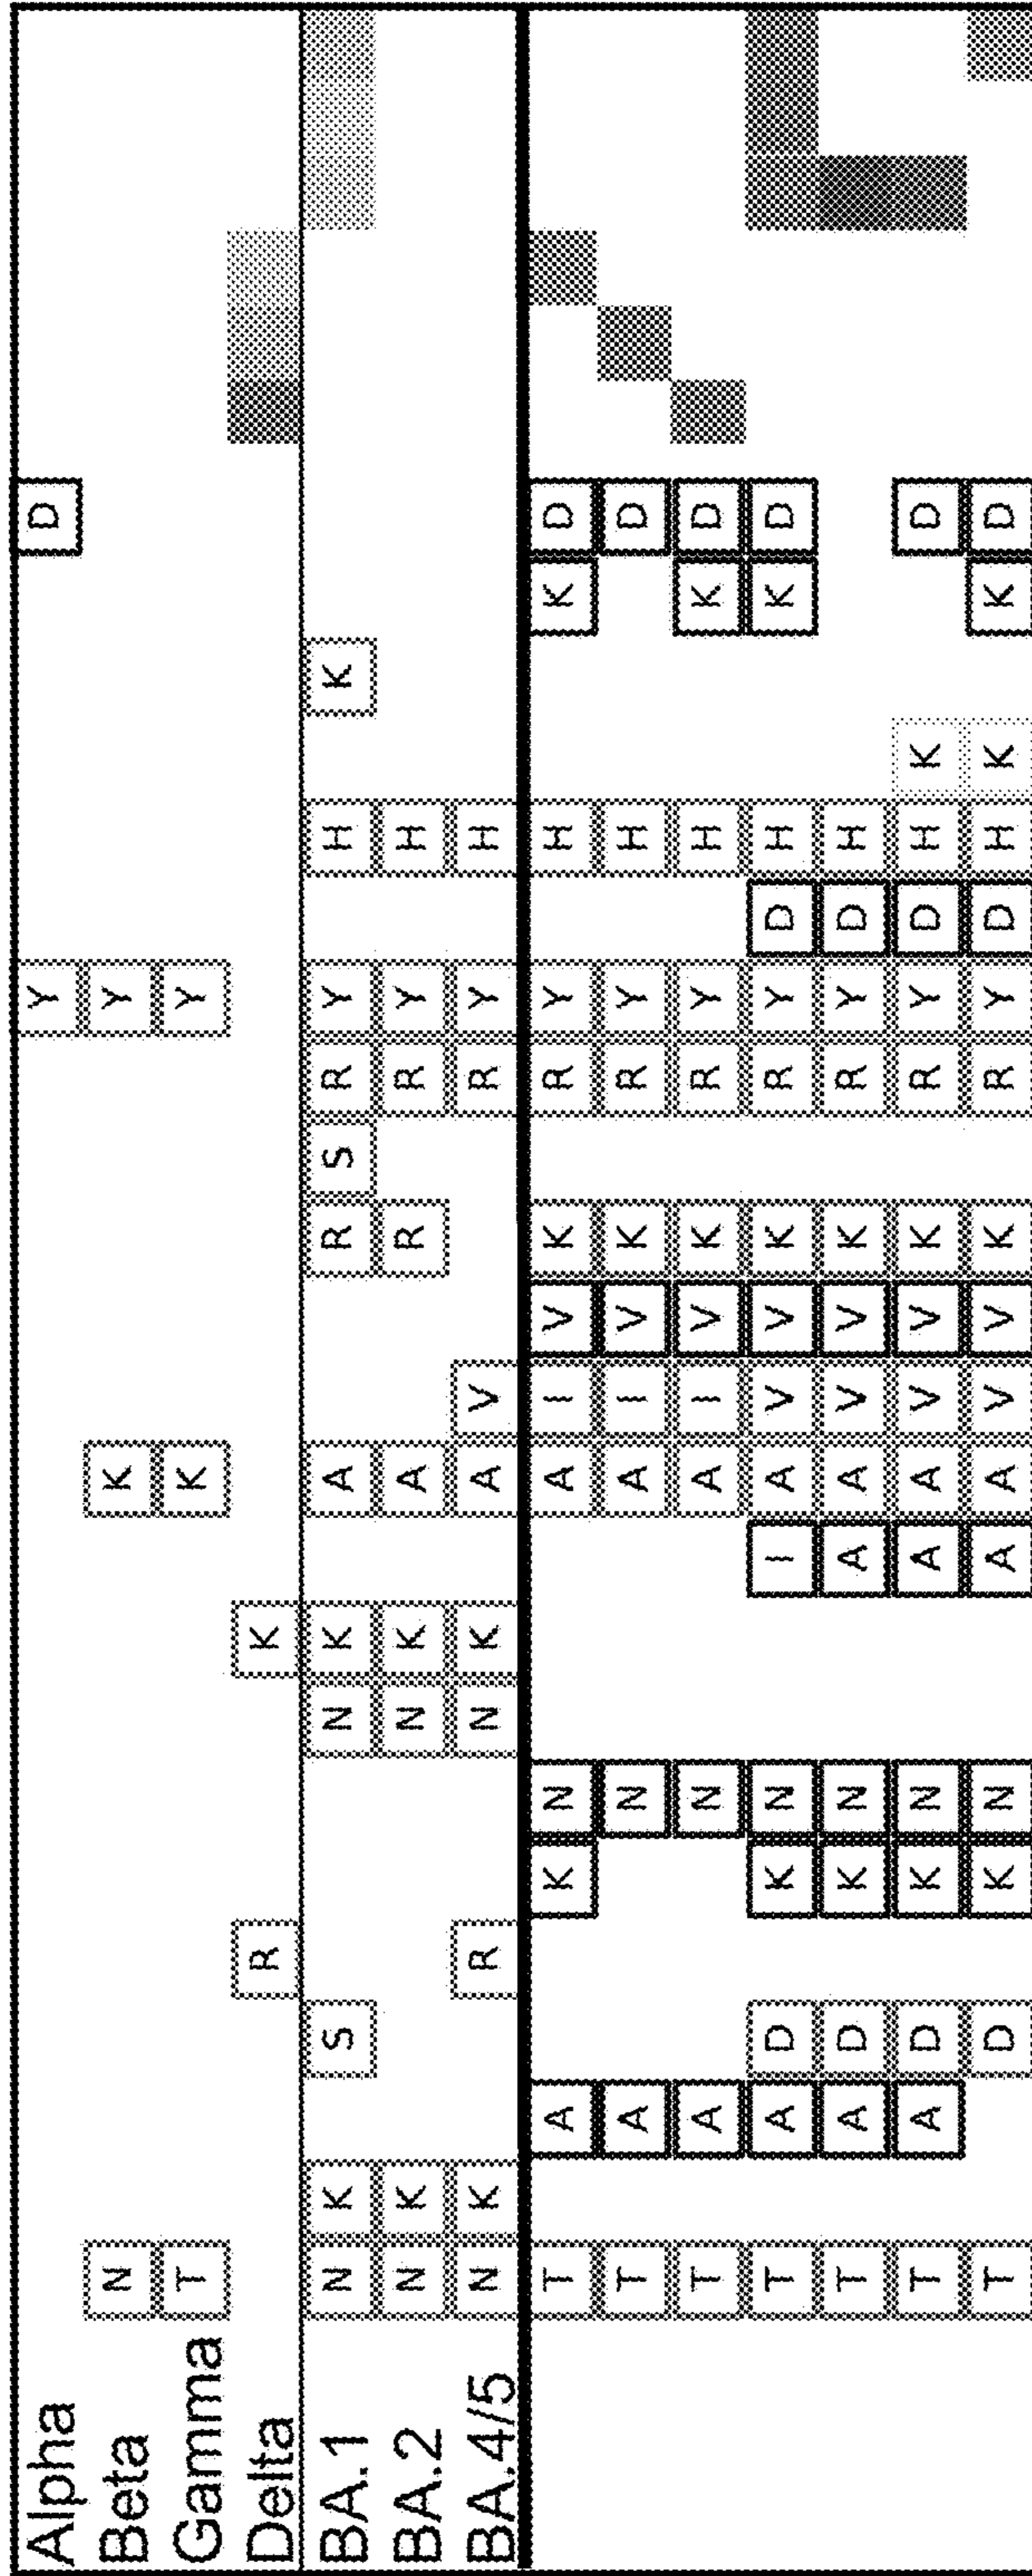 Alpha Y D
Beta N K Y
Gamma T K Y
Delta R K
BA.1 N K S N K A R S R Y H K
BA.2 N K N K A R R Y H
BA.4/5 N K R N K A V R Y H
T A K N A I V K R Y H K D
T A N A I V K R Y H D
T A N A I V K R Y H K D
T A D K N I A V V K R Y D H K D
T A D K N A A V V K R Y D H
T A D K N A A V V K R Y D H K D
T D K N A A V V K R Y D H K K D